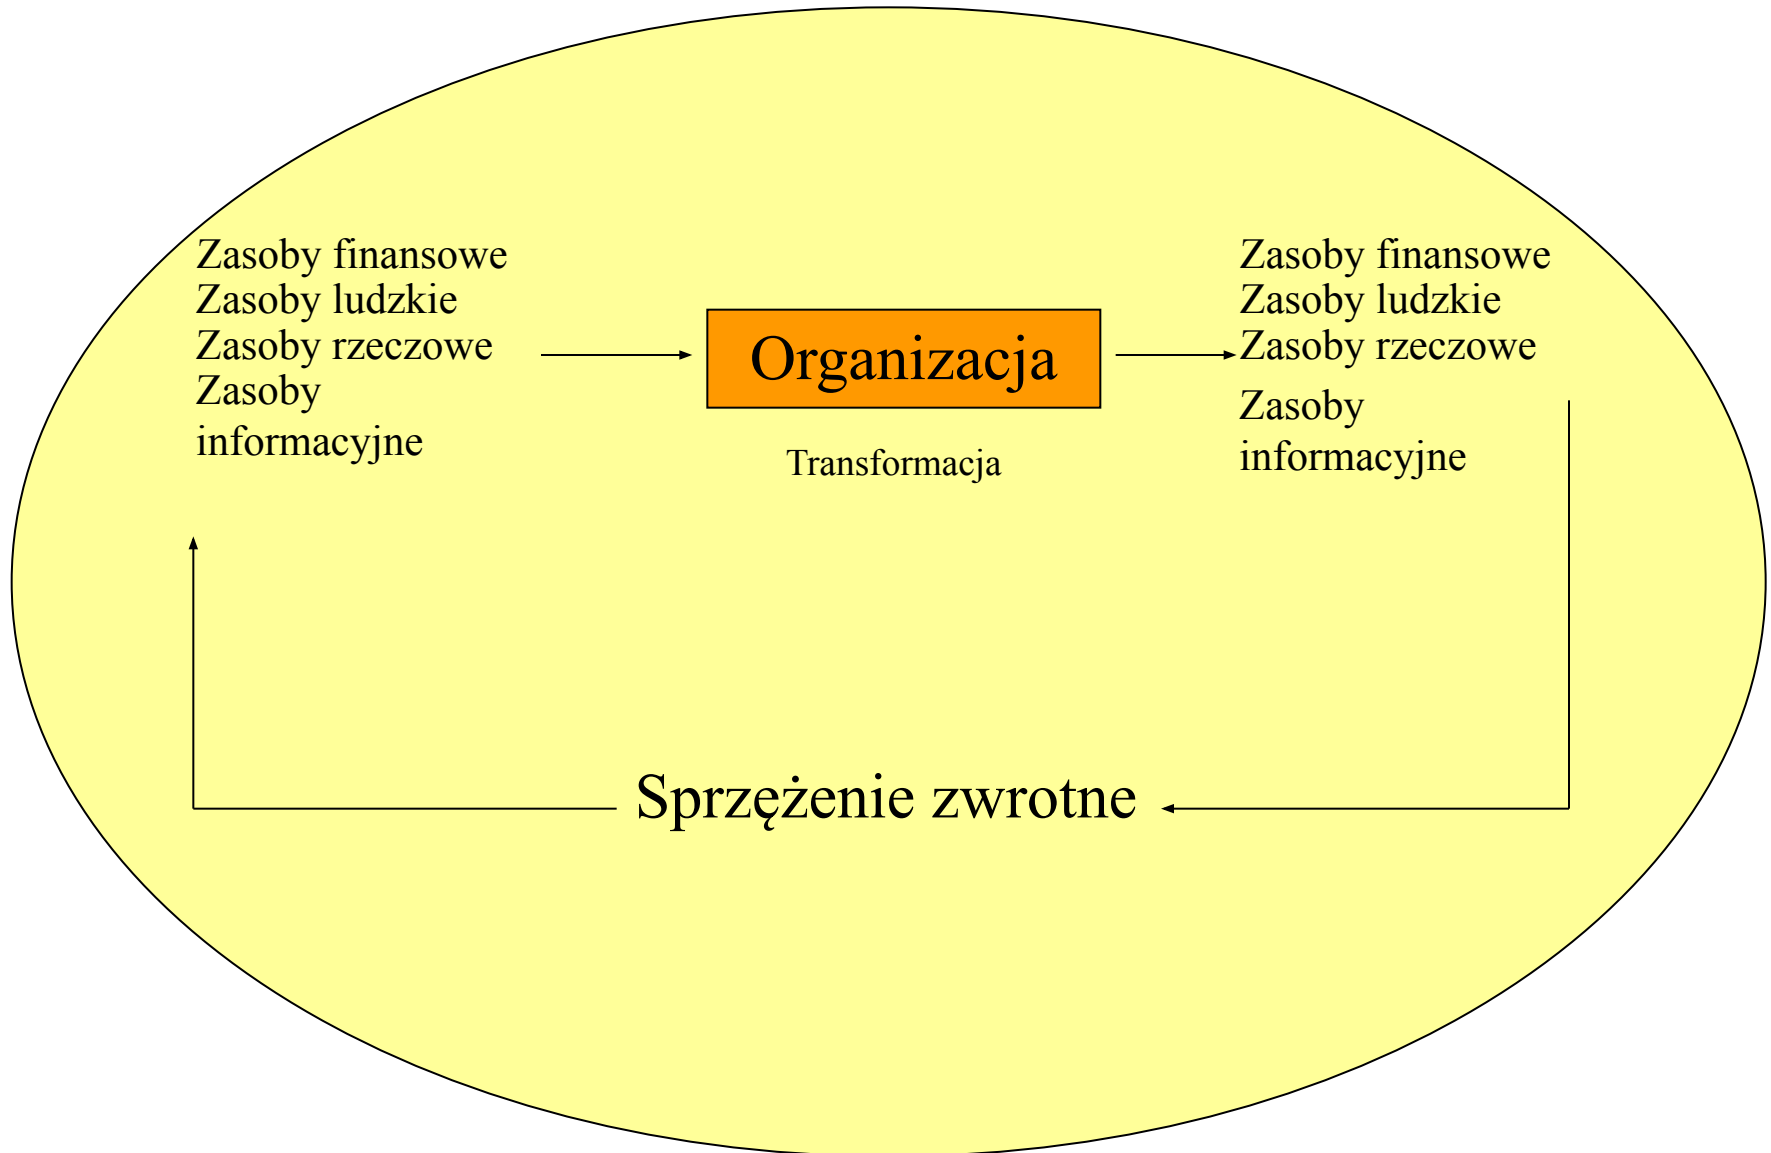 Zasoby finansowe
Zasoby ludzkie
Zasoby rzeczowe
Zasoby
informacyjne
Organizacja
Transformacja
Zasoby finansowe
Zasoby ludzkie
Zasoby rzeczowe
Zasoby
informacyjne
Sprzężenie zwrotne